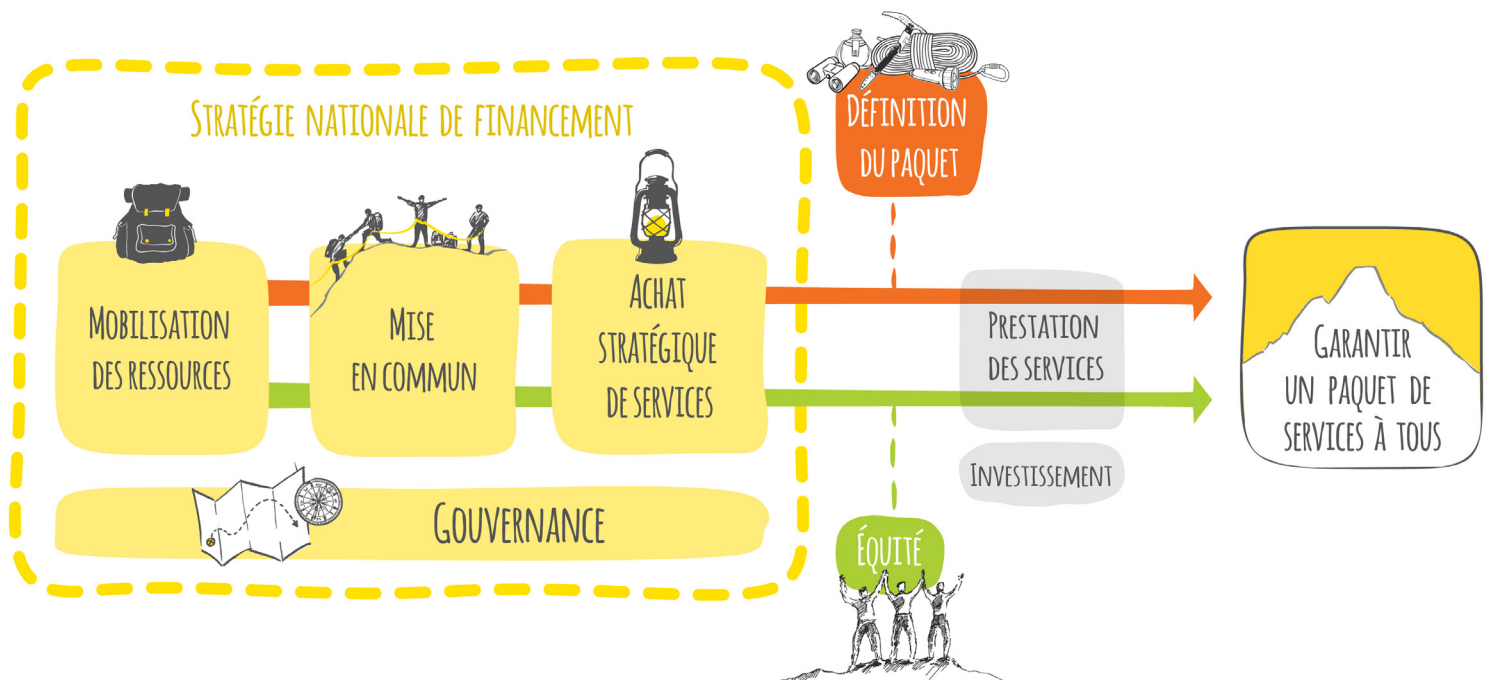 Stratégie nationale de financement
Mobilisation
des ressources
Mise
en commun
Achat
stratégique
de services
Gouvernance
Définition
du paquet
Prestation
des services
Investissement
Équité
Garantir
un paquet de
services à tous